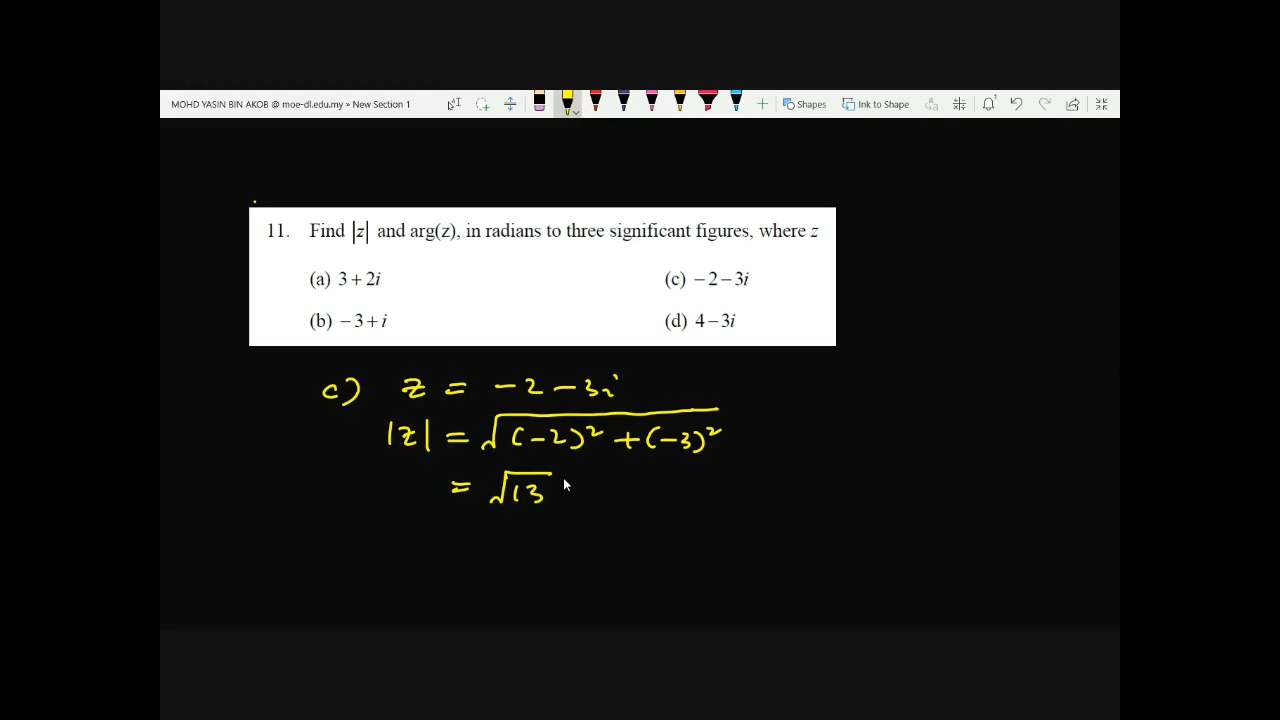 MOHD YASIN BIN AKOB @ moe-dl.edu.my » New Section 1
Shapes
Ink to Shape
1
11. Find |z| and arg(z), in radians to three significant figures, where z
(a) 3+2i (c) −2−3i
(b) −3+i (d) 4−3i
c) z = −2 − 3i
|z| = √((−2)² + (−3)²)
= √13